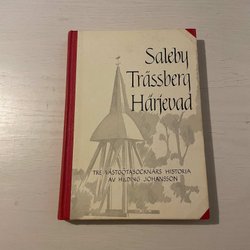 Saleby
Trässberg
Härjevad
TRE VÄSTGÖTASOCKNARS HISTORIA
AV HILDING JOHANSSON